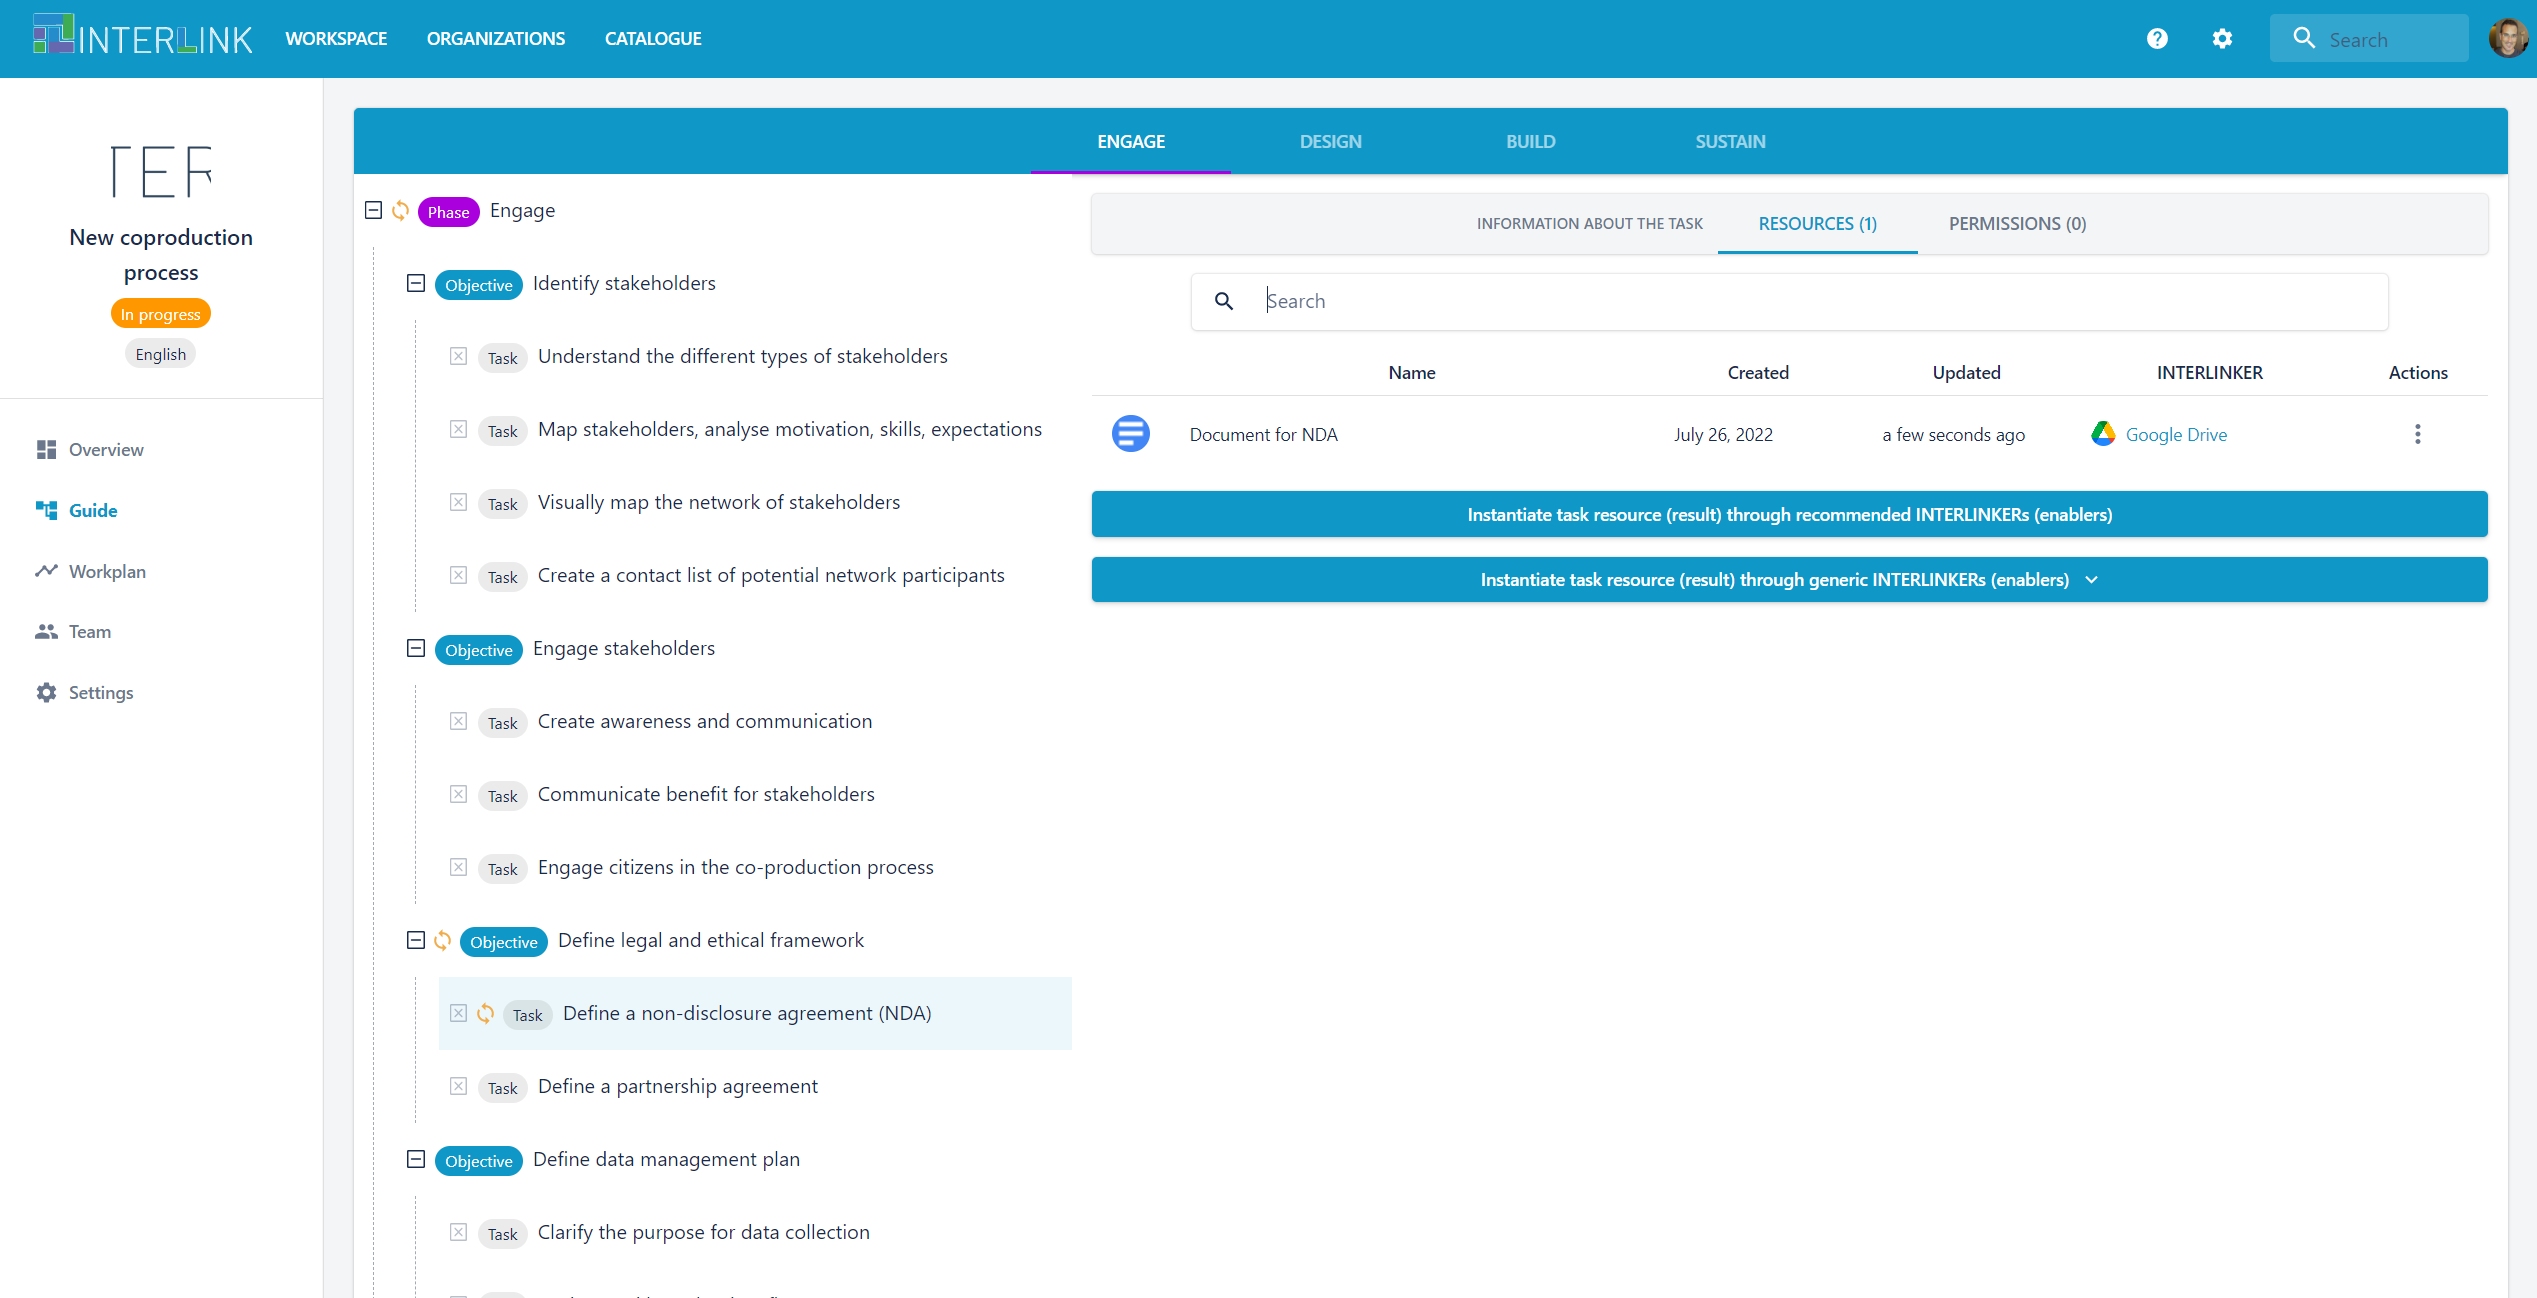 INTERLINK
WORKSPACE
ORGANIZATIONS
CATALOGUE
Search
TER
New coproduction
process
In progress
English
Overview
Guide
Workplan
Team
Settings
ENGAGE
DESIGN
BUILD
SUSTAIN
Phase Engage
Objective Identify stakeholders
Task Understand the different types of stakeholders
Task Map stakeholders, analyse motivation, skills, expectations
Task Visually map the network of stakeholders
Task Create a contact list of potential network participants
Objective Engage stakeholders
Task Create awareness and communication
Task Communicate benefit for stakeholders
Task Engage citizens in the co-production process
Objective Define legal and ethical framework
Task Define a non-disclosure agreement (NDA)
Task Define a partnership agreement
Objective Define data management plan
Task Clarify the purpose for data collection
INFORMATION ABOUT THE TASK
RESOURCES (1)
PERMISSIONS (0)
Search
Name Created Updated INTERLINKER Actions
Document for NDA July 26, 2022 a few seconds ago Google Drive
Instantiate task resource (result) through recommended INTERLINKERs (enablers)
Instantiate task resource (result) through generic INTERLINKERs (enablers)